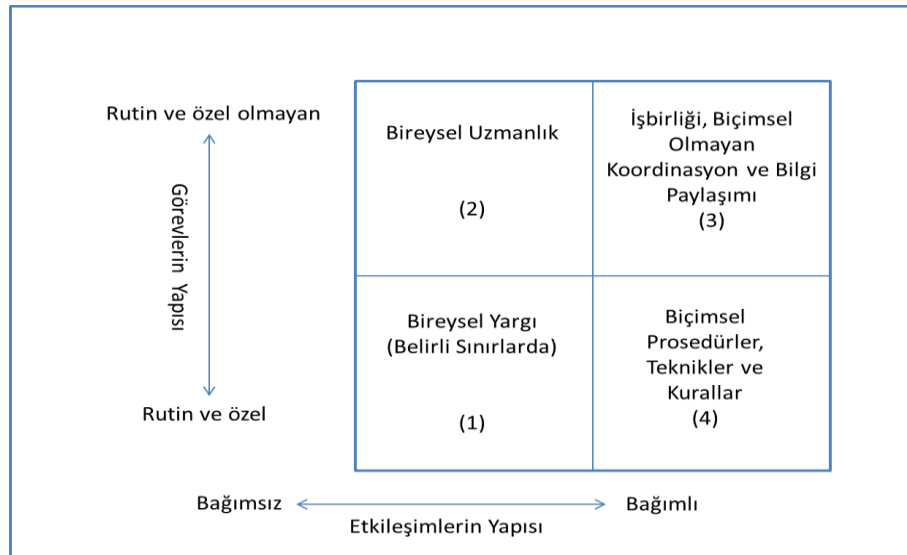 Rutin ve özel olmayan
Görevlerin Yapısı
Rutin ve özel
Bireysel Uzmanlık
(2)
İşbirliği, Biçimsel
Olmayan
Koordinasyon ve Bilgi
Paylaşımı
(3)
Bireysel Yargı
(Belirli Sınırlarda)
(1)
Biçimsel
Prosedürler,
Teknikler ve
Kurallar
(4)
Bağımsız
Bağımlı
Etkileşimlerin Yapısı